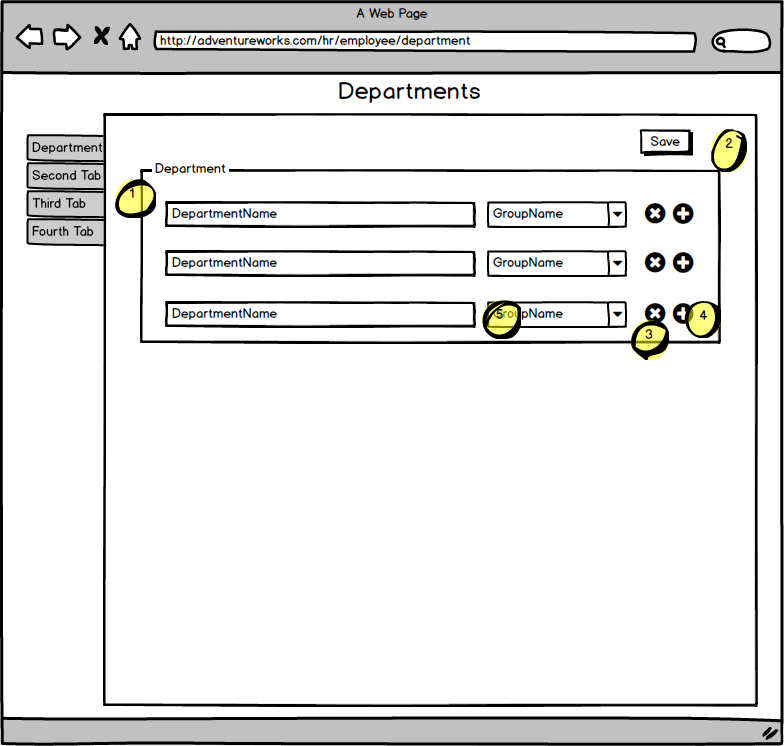 A Web Page
http://adventureworks.com/hr/employee/department
Departments
Save
2
Department
Second Tab
Third Tab
Fourth Tab
Department
1
DepartmentName GroupName
DepartmentName GroupName
DepartmentName GroupName
5
4
3